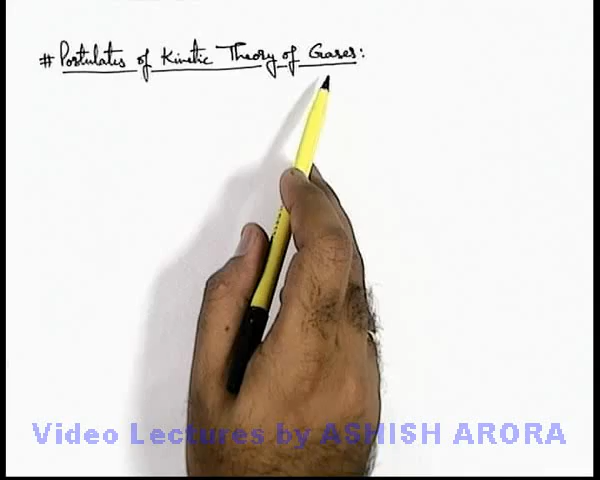 # Postulates of Kinetic Theory of Gases:
Video Lectures by ASHISH ARORA